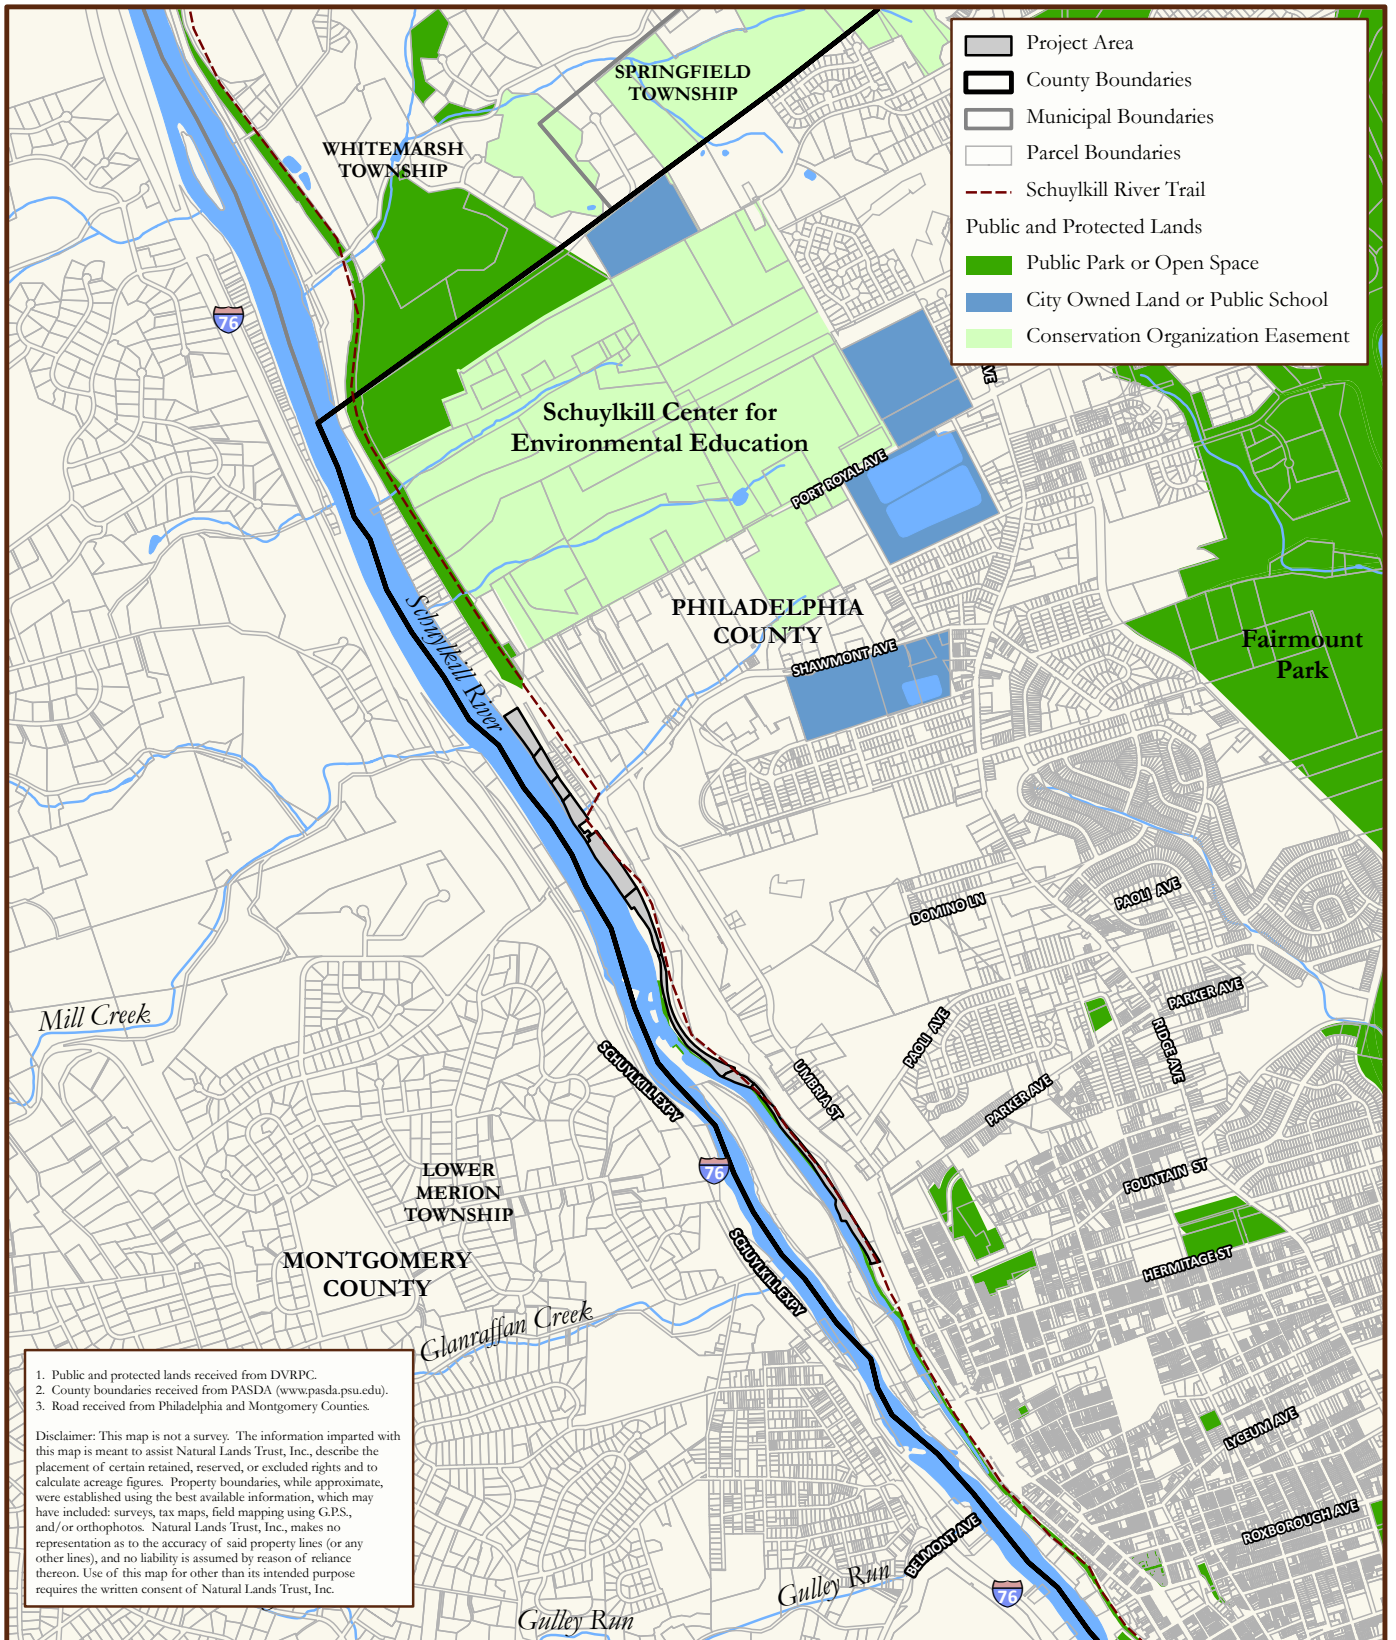 Project Area
County Boundaries
Municipal Boundaries
Parcel Boundaries
Schuylkill River Trail
Public and Protected Lands
Public Park or Open Space
City Owned Land or Public School
Conservation Organization Easement
SPRINGFIELD
TOWNSHIP
WHITEMARSH
TOWNSHIP
76
AVE
Schuylkill Center for
Environmental Education
PORT ROYAL AVE
PHILADELPHIA
COUNTY
SHAWMONT AVE
Fairmount
Park
Schuylkill River
DOMINO LN
PAOLI AVE
PARKER AVE
RIDGE AVE
PAOLI AVE
PARKER AVE
UMBRIA ST
Mill Creek
SCHUYLKILL EXPY
76
LOWER
MERION
TOWNSHIP
FOUNTAIN ST
HERMITAGE ST
MONTGOMERY
COUNTY
SCHUYLKILL EXPY
Glanraffan Creek
LYCEUM AVE
ROXBOROUGH AVE
BELMONT AVE
Gulley Run
76
Gulley Run
1. Public and protected lands received from DVRPC.
2. County boundaries received from PASDA (www.pasda.psu.edu).
3. Road received from Philadelphia and Montgomery Counties.
Disclaimer: This map is not a survey. The information imparted with
this map is meant to assist Natural Lands Trust, Inc., describe the
placement of certain retained, reserved, or excluded rights and to
calculate acreage figures. Property boundaries, while approximate,
were established using the best available information, which may
have included: surveys, tax maps, field mapping using G.P.S.,
and/or orthophotos. Natural Lands Trust, Inc., makes no
representation as to the accuracy of said property lines (or any
other lines), and no liability is assumed by reason of reliance
thereon. Use of this map for other than its intended purpose
requires the written consent of Natural Lands Trust, Inc.